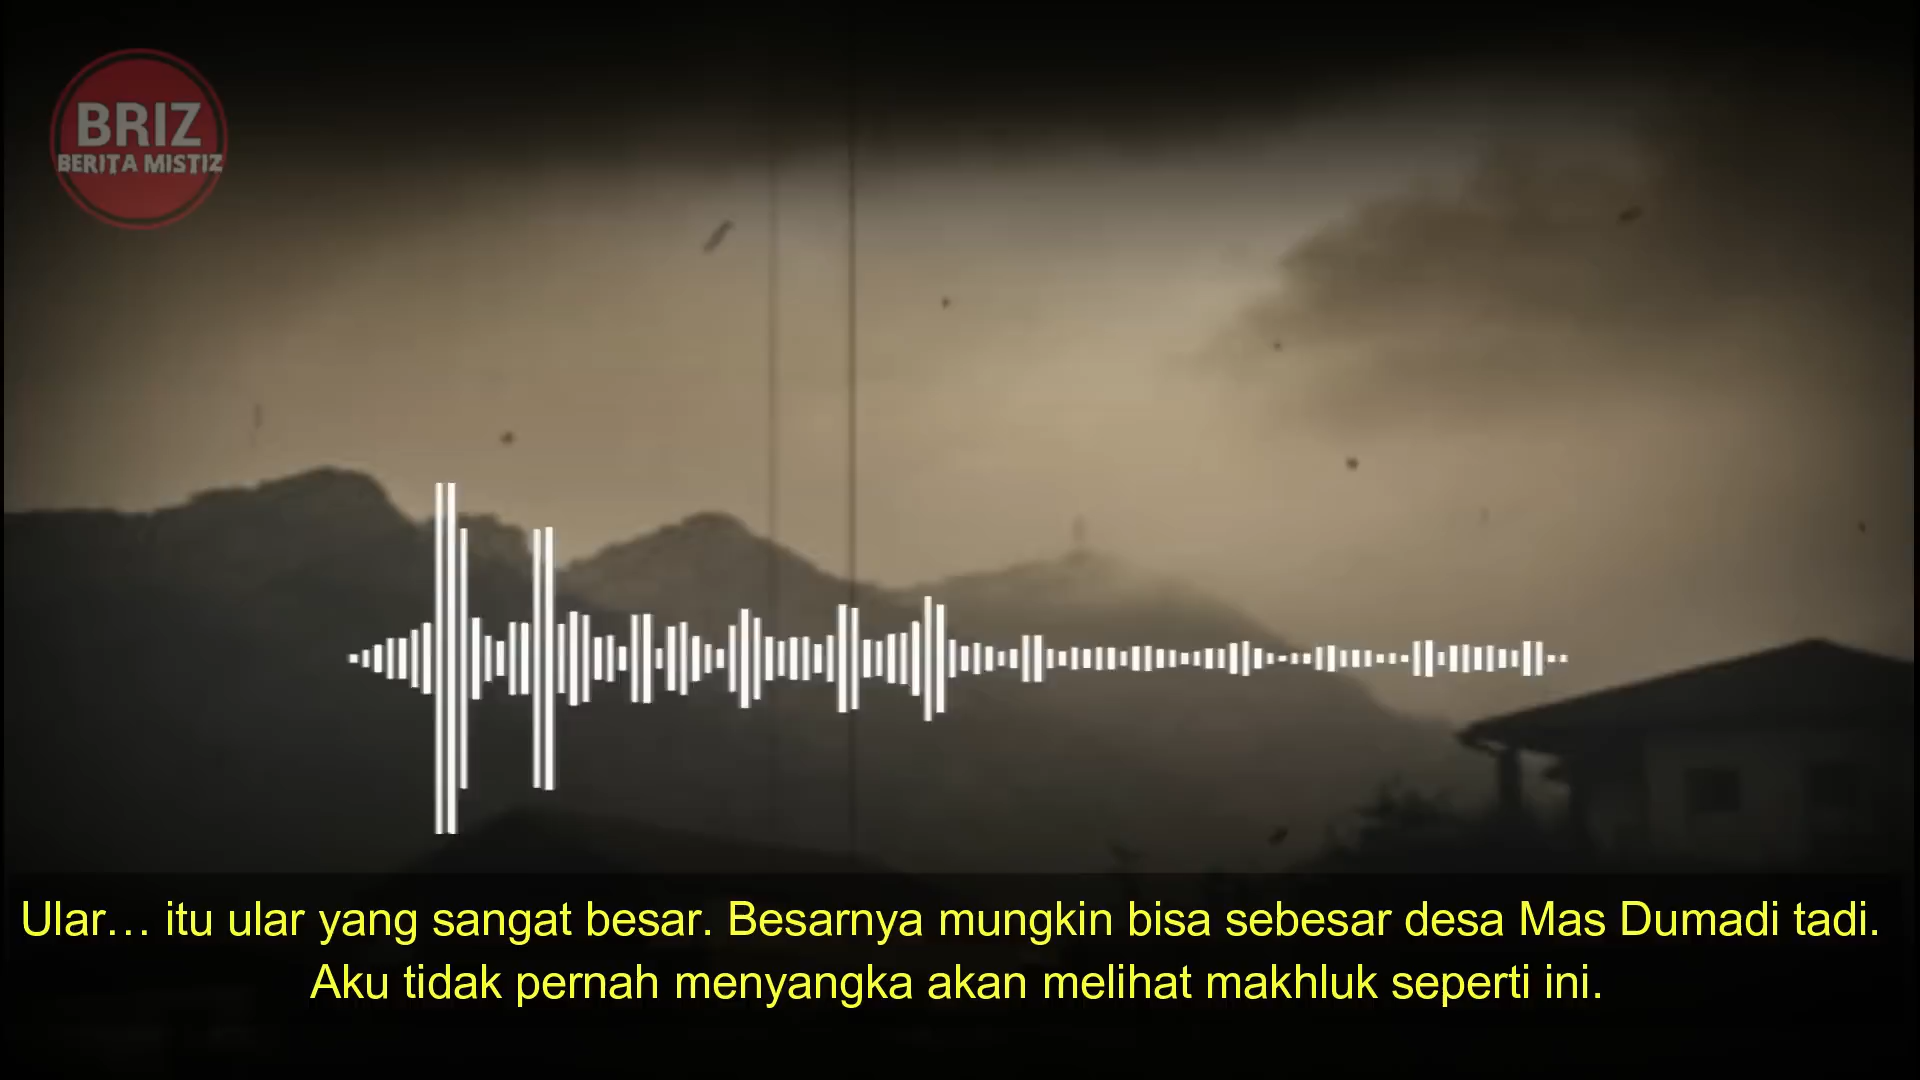 BRIZ
BERITA MISTIZ
Ular… itu ular yang sangat besar. Besarnya mungkin bisa sebesar desa Mas Dumadi tadi.
Aku tidak pernah menyangka akan melihat makhluk seperti ini.